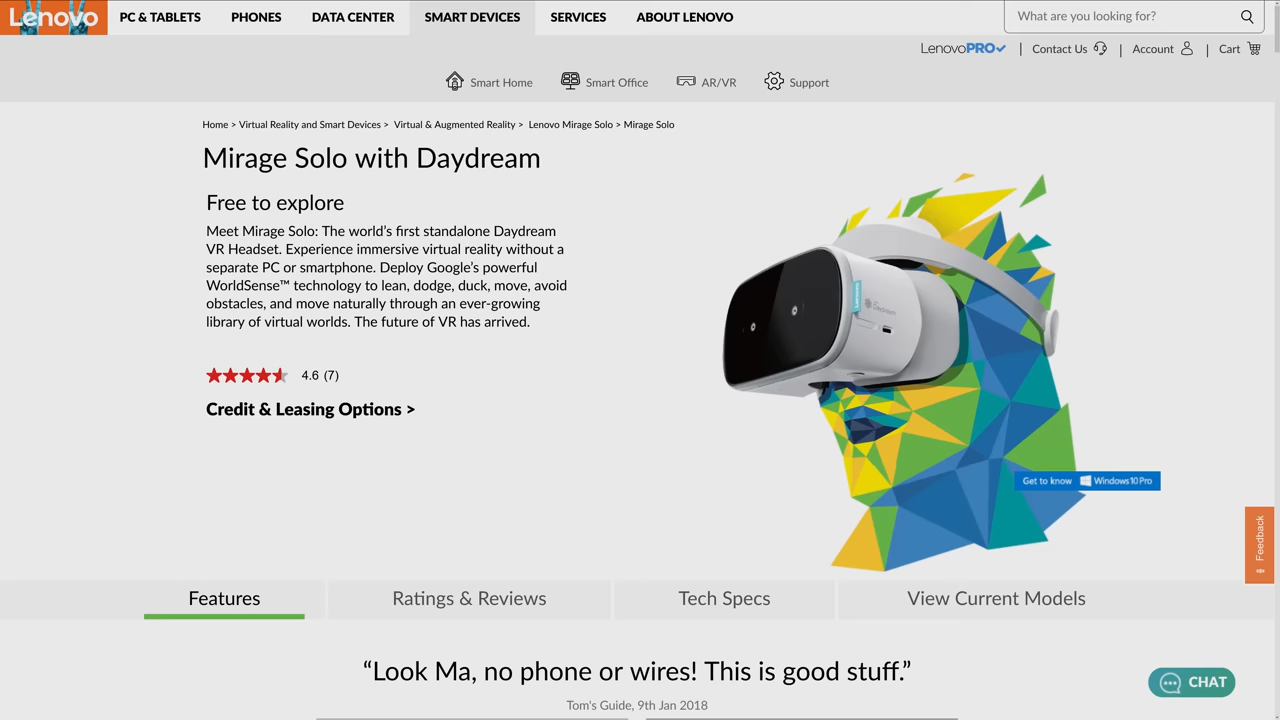 Lenovo
PC & TABLETS
PHONES
DATA CENTER
SMART DEVICES
SERVICES
ABOUT LENOVO
What are you looking for?
LenovoPRO
Contact Us
Account
Cart
Smart Home
Smart Office
AR/VR
Support
Home > Virtual Reality and Smart Devices > Virtual & Augmented Reality > Lenovo Mirage Solo > Mirage Solo
Mirage Solo with Daydream
Free to explore
Meet Mirage Solo: The world’s first standalone Daydream
VR Headset. Experience immersive virtual reality without a
separate PC or smartphone. Deploy Google’s powerful
WorldSense™ technology to lean, dodge, duck, move, avoid
obstacles, and move naturally through an ever-growing
library of virtual worlds. The future of VR has arrived.
4.6 (7)
Credit & Leasing Options >
Lenovo
Daydream
Get to know Windows 10 Pro
Feedback
Features
Ratings & Reviews
Tech Specs
View Current Models
“Look Ma, no phone or wires! This is good stuff.”
Tom's Guide, 9th Jan 2018
CHAT